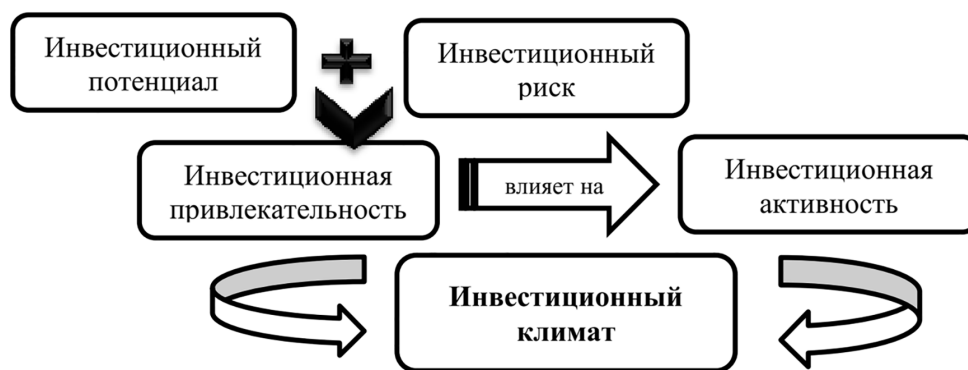 Инвестиционный
потенциал
Инвестиционный
риск
Инвестиционная
привлекательность
влияет на
Инвестиционная
активность
Инвестиционный
климат